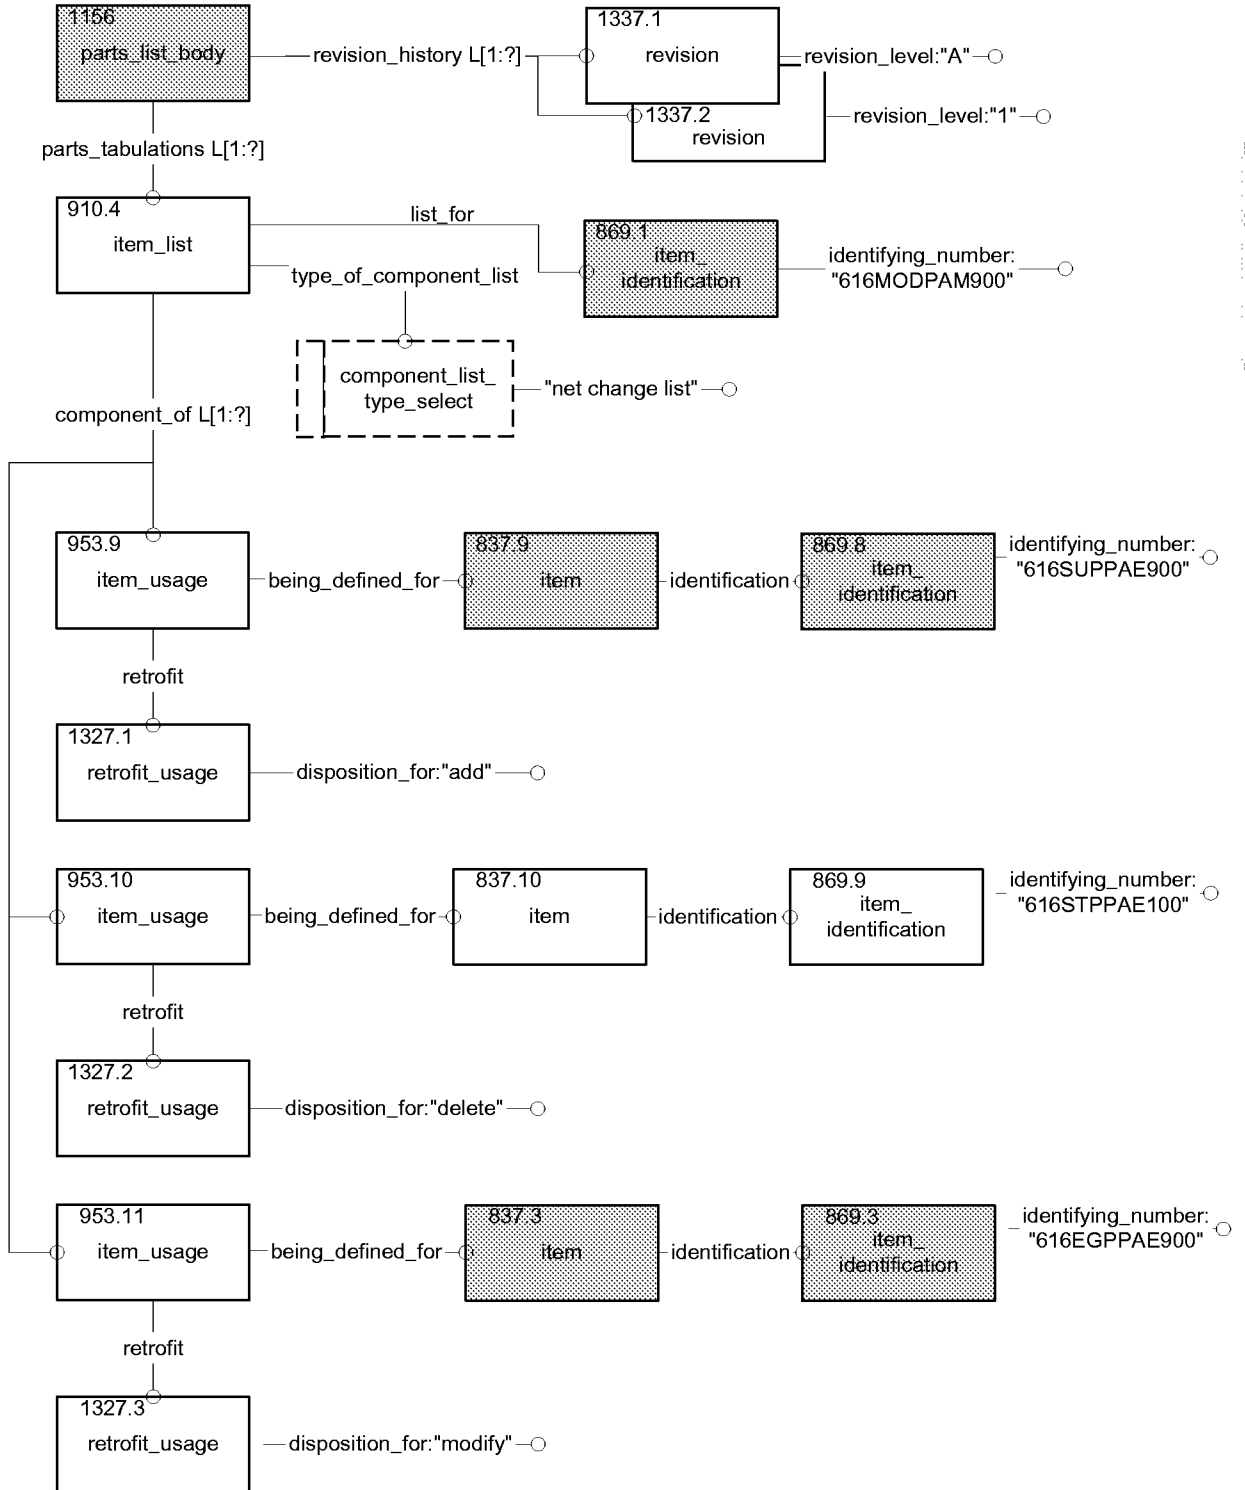 1156
parts_list_body
revision_history L[1:?]
1337.1
revision
revision_level:"A"
1337.2
revision
revision_level:"1"
parts_tabulations L[1:?]
910.4
item_list
list_for
869.1
item_
identification
identifying_number:
"616MODPAM900"
type_of_component_list
component_list_
type_select
"net change list"
component_of L[1:?]
953.9
item_usage
being_defined_for
837.9
item
identification
869.8
item_
identification
identifying_number:
"616SUPPAE900"
retrofit
1327.1
retrofit_usage
disposition_for:"add"
953.10
item_usage
being_defined_for
837.10
item
identification
869.9
item_
identification
identifying_number:
"616STPPAE100"
retrofit
1327.2
retrofit_usage
disposition_for:"delete"
953.11
item_usage
being_defined_for
837.3
item
identification
869.3
item_
identification
identifying_number:
"616EGPPAE900"
retrofit
1327.3
retrofit_usage
disposition_for:"modify"